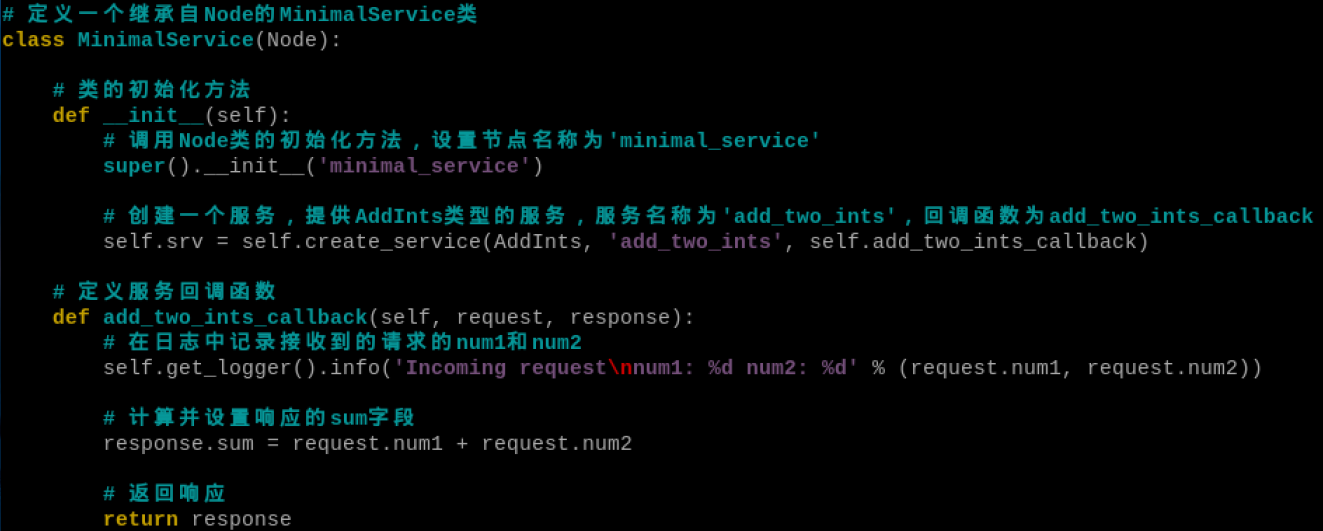 # 定义一个继承自Node的MinimalService类
class MinimalService(Node):
# 类的初始化方法
def __init__(self):
# 调用Node类的初始化方法，设置节点名称为'minimal_service'
super().__init__('minimal_service')
# 创建一个服务，提供AddInts类型的服务，服务名称为'add_two_ints'，回调函数为add_two_ints_callback
self.srv = self.create_service(AddInts, 'add_two_ints', self.add_two_ints_callback)
# 定义服务回调函数
def add_two_ints_callback(self, request, response):
# 在日志中记录接收到的请求的num1和num2
self.get_logger().info('Incoming request\nnum1: %d num2: %d' % (request.num1, request.num2))
# 计算并设置响应的sum字段
response.sum = request.num1 + request.num2
# 返回响应
return response